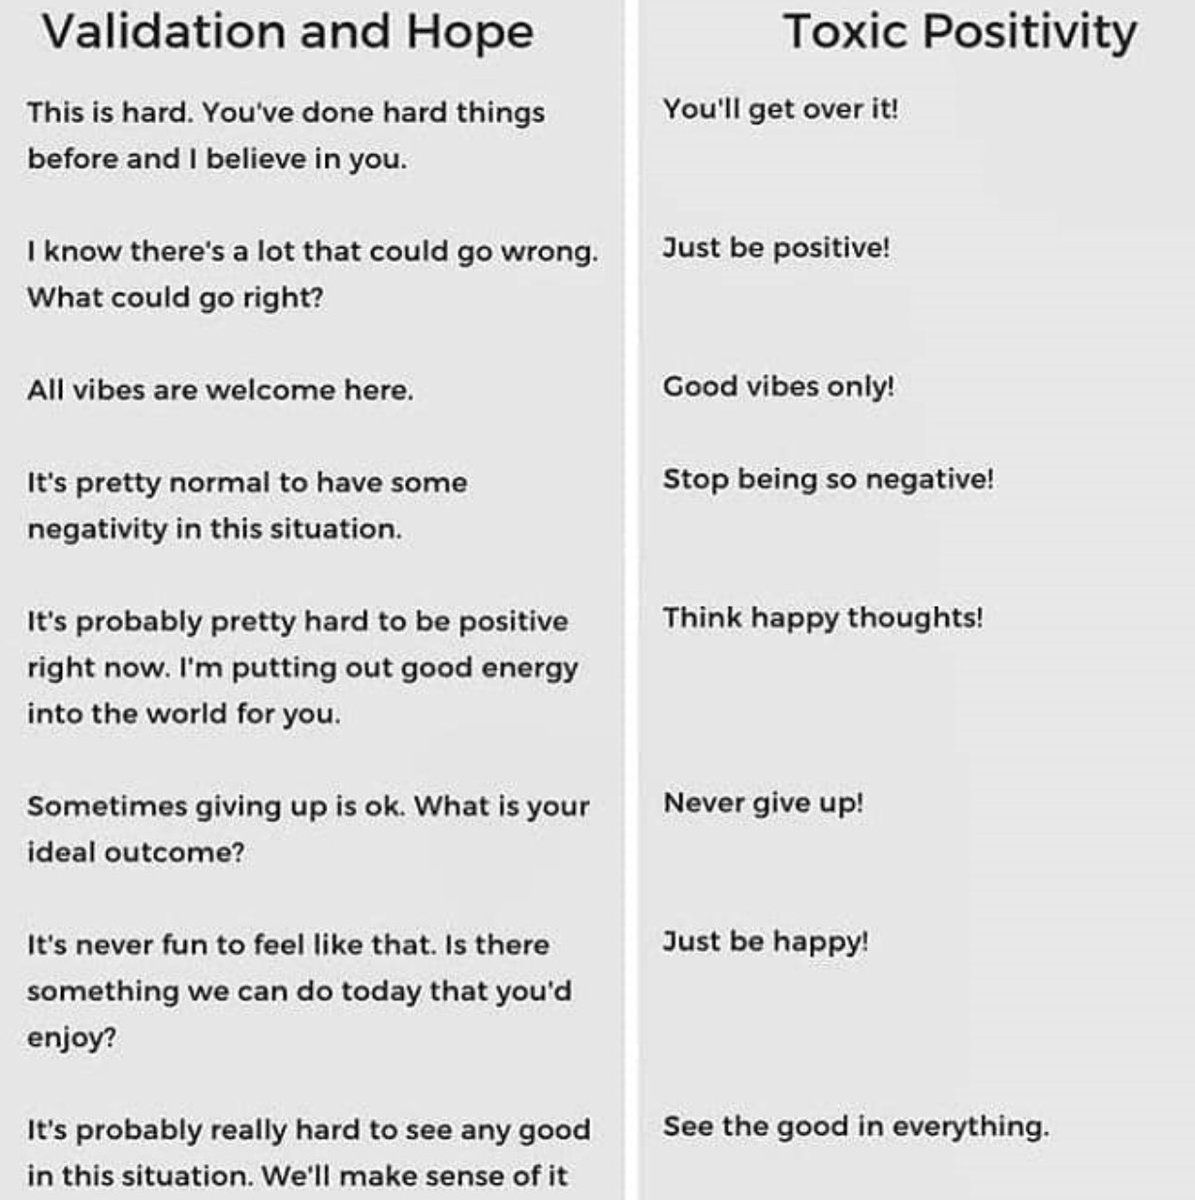 Validation and Hope
This is hard. You've done hard things
before and I believe in you.
I know there's a lot that could go wrong.
What could go right?
All vibes are welcome here.
It's pretty normal to have some
negativity in this situation.
It's probably pretty hard to be positive
right now. I'm putting out good energy
into the world for you.
Sometimes giving up is ok. What is your
ideal outcome?
It's never fun to feel like that. Is there
something we can do today that you'd
enjoy?
It's probably really hard to see any good
in this situation. We'll make sense of it
Toxic Positivity
You'll get over it!
Just be positive!
Good vibes only!
Stop being so negative!
Think happy thoughts!
Never give up!
Just be happy!
See the good in everything.